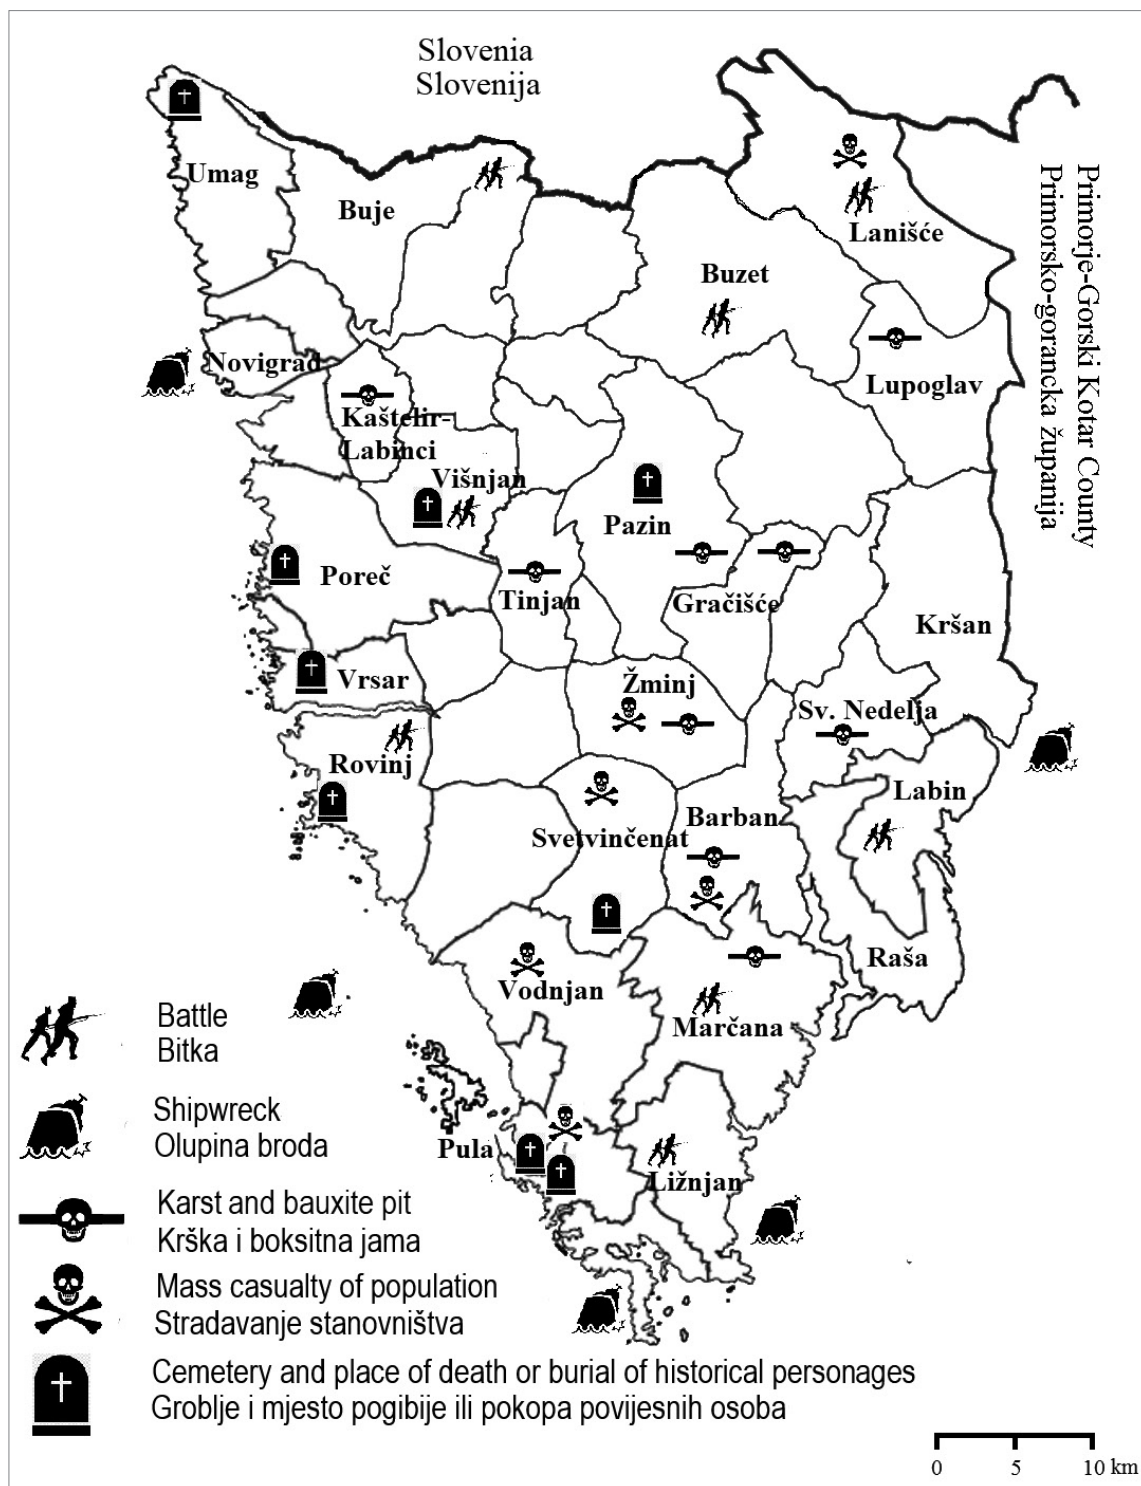 Slovenia
Slovenija
Umag
Buje
Lanišće
Buzet
Primorje-Gorski Kotar County
Primorsko-gorancka županija
Novigrad
Lupoglav
Kaštelir-
Labinci
Višnjan
Pazin
Poreč
Tinjan
Gračišće
Kršan
Vrsar
Žminj
Sv. Nedelja
Rovinj
Labin
Barban
Svetvinčenat
Raša
Vodnjan
Marčana
Pula
Ližnjan
Battle
Bitka
Shipwreck
Olupina broda
Karst and bauxite pit
Krška i boksitna jama
Mass casualty of population
Stradavanje stanovništva
Cemetery and place of death or burial of historical personages
Groblje i mjesto pogibije ili pokopa povijesnih osoba
0 5 10 km